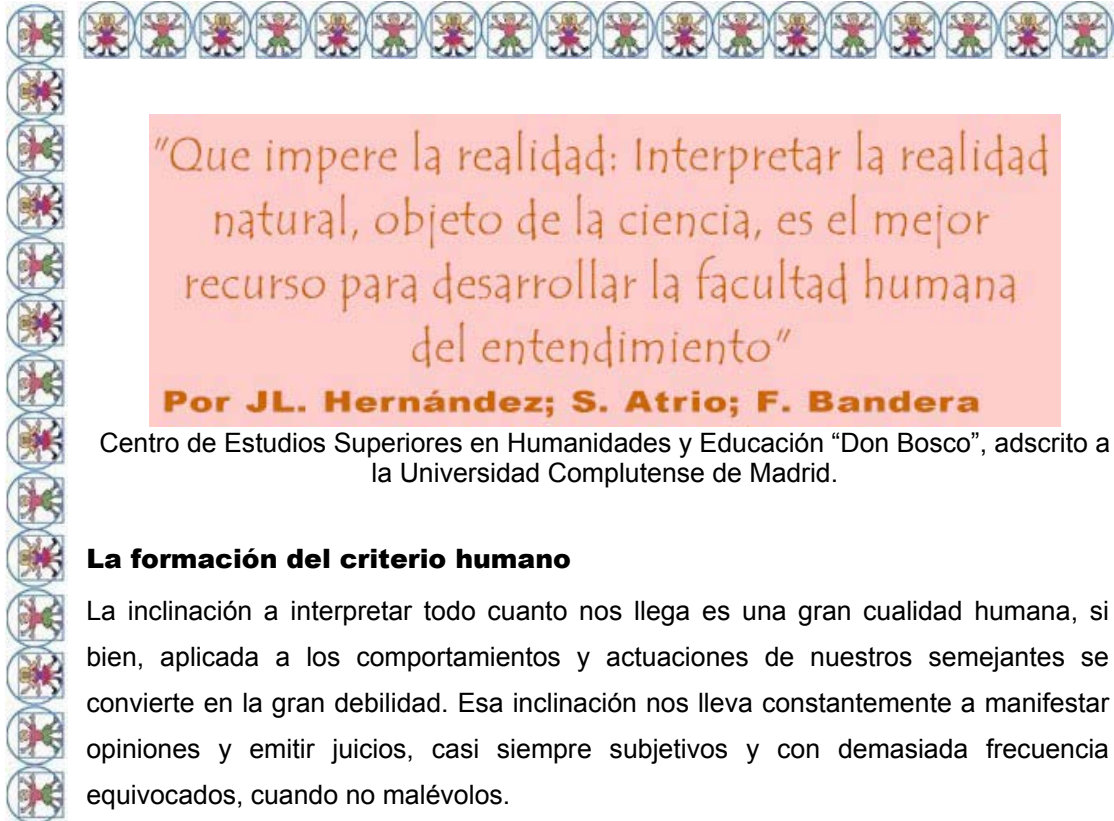 "Que impere la realidad: Interpretar la realidad
natural, objeto de la ciencia, es el mejor
recurso para desarrollar la facultad humana
del entendimiento"
Por JL. Hernández; S. Atrio; F. Bandera
Centro de Estudios Superiores en Humanidades y Educación “Don Bosco”, adscrito a
la Universidad Complutense de Madrid.
La formación del criterio humano
La inclinación a interpretar todo cuanto nos llega es una gran cualidad humana, si
bien, aplicada a los comportamientos y actuaciones de nuestros semejantes se
convierte en la gran debilidad. Esa inclinación nos lleva constantemente a manifestar
opiniones y emitir juicios, casi siempre subjetivos y con demasiada frecuencia
equivocados, cuando no malévolos.